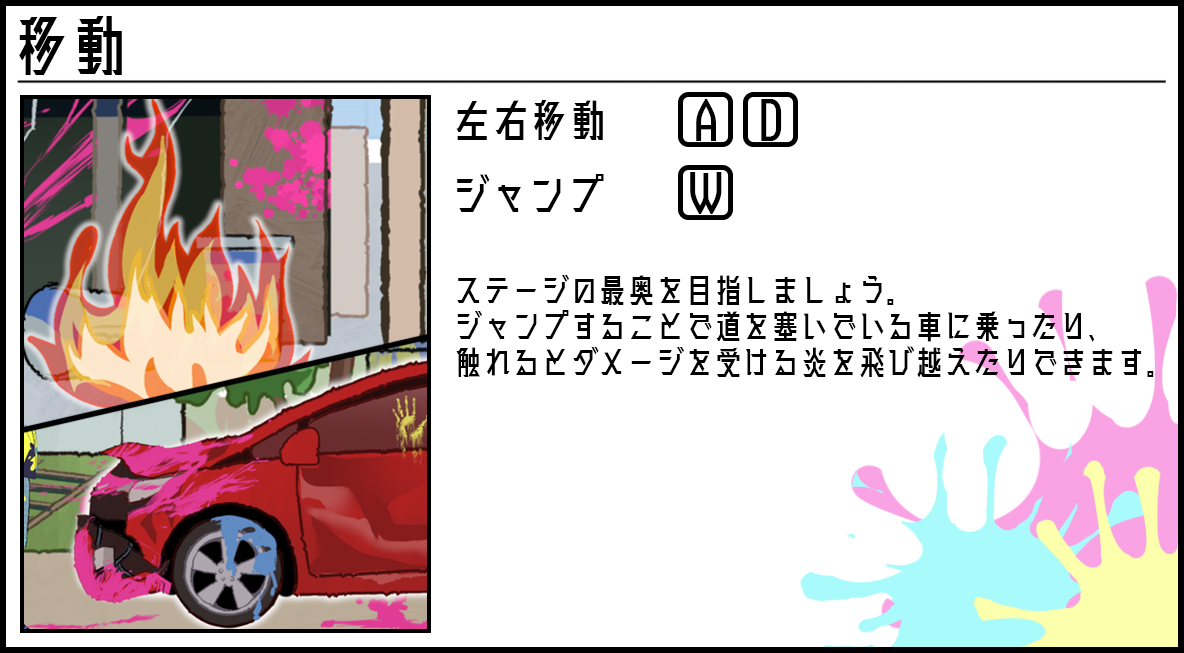 移動
左右移動 A D
ジャンプ W
ステージの最奥を目指しましょう。
ジャンプすることで道を塞いでいる車に乗ったり、
触れるとダメージを受ける炎を飛び越えたりできます。